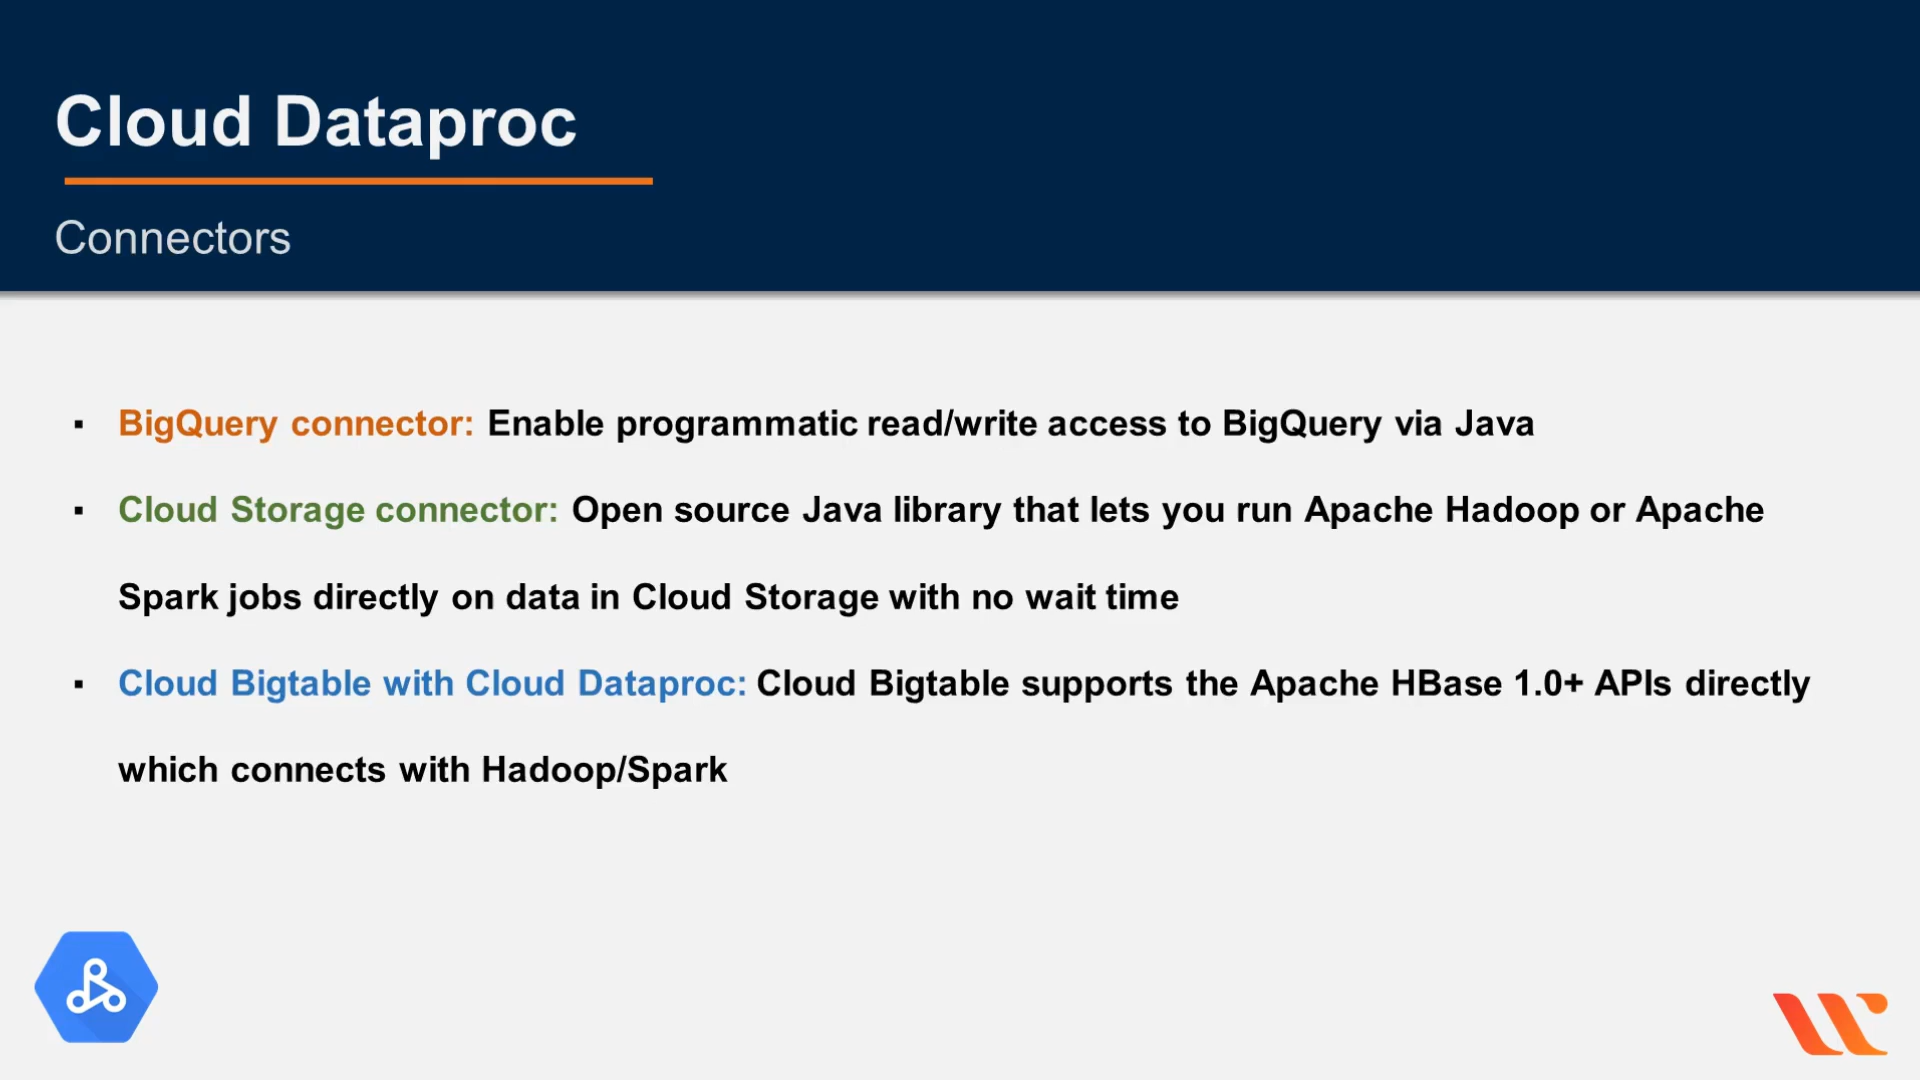 Cloud Dataproc
Connectors
▪ BigQuery connector: Enable programmatic read/write access to BigQuery via Java
▪ Cloud Storage connector: Open source Java library that lets you run Apache Hadoop or Apache
Spark jobs directly on data in Cloud Storage with no wait time
▪ Cloud Bigtable with Cloud Dataproc: Cloud Bigtable supports the Apache HBase 1.0+ APIs directly
which connects with Hadoop/Spark